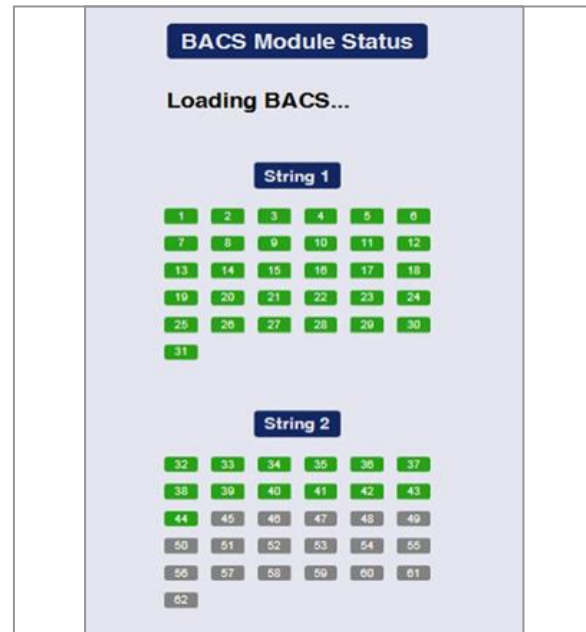 BACS Module Status
Loading BACS...
String 1
1 2 3 4 5 6
7 8 9 10 11 12
13 14 15 16 17 18
19 20 21 22 23 24
25 26 27 28 29 30
31
String 2
32 33 34 35 36 37
38 39 40 41 42 43
44 45 46 47 48 49
50 51 52 53 54 55
56 57 58 59 60 61
62